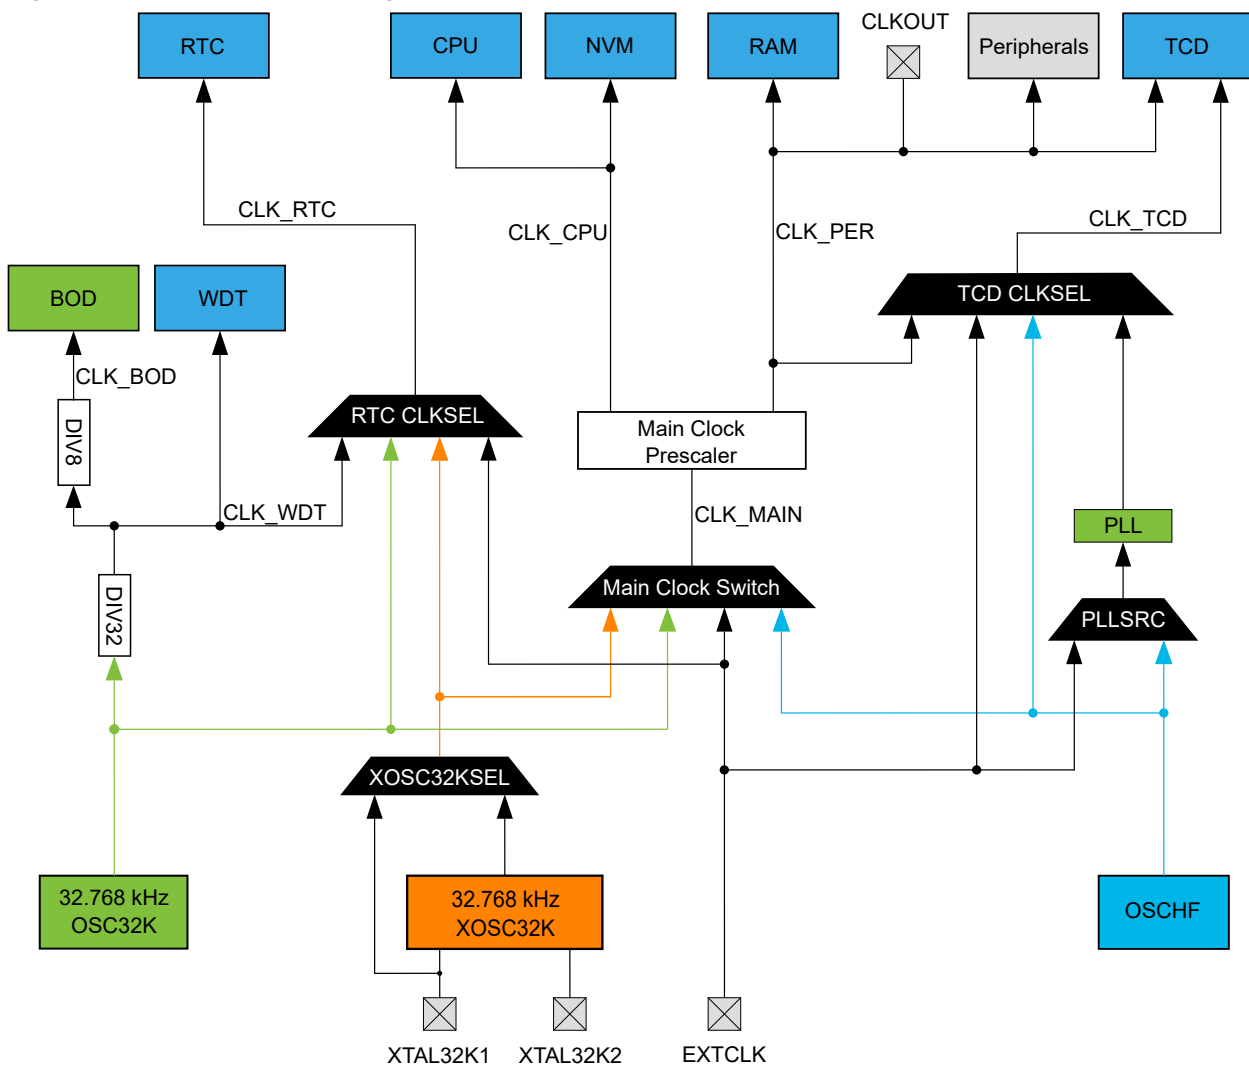 CLKOUT
RTC
CPU
NVM
RAM
Peripherals
TCD
CLK_RTC
CLK_CPU
CLK_PER
CLK_TCD
BOD
WDT
TCD CLKSEL
CLK_BOD
RTC CLKSEL
DIV8
Main Clock
Prescaler
CLK_WDT
CLK_MAIN
PLL
DIV32
Main Clock Switch
PLLSRC
XOSC32KSEL
32.768 kHz
OSC32K
32.768 kHz
XOSC32K
OSCHF
XTAL32K1
XTAL32K2
EXTCLK